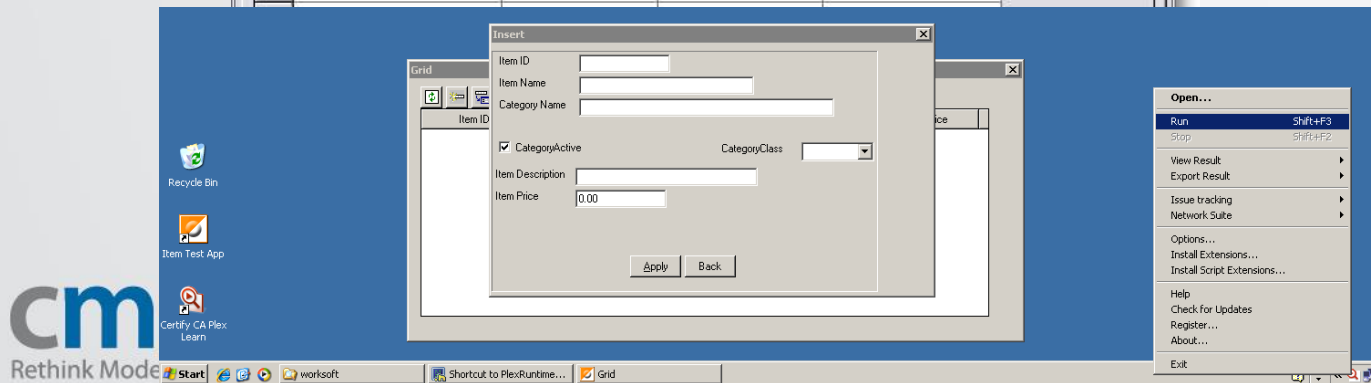 Insert
Item ID
Item Name
Category Name
CategoryActive CategoryClass
Item Description
Item Price 0.00
Apply Back
Grid
Item ID ice
Recycle Bin
Item Test App
Certify CA Plex
Learn
Open...
Run Shift+F3
Stop Shift+F2
View Result
Export Result
Issue tracking
Network Suite
Options...
Install Extensions...
Install Script Extensions...
Help
Check for Updates
Register...
About...
Exit
cm
Rethink Mode
Start worksoft Shortcut to PlexRuntime... Grid